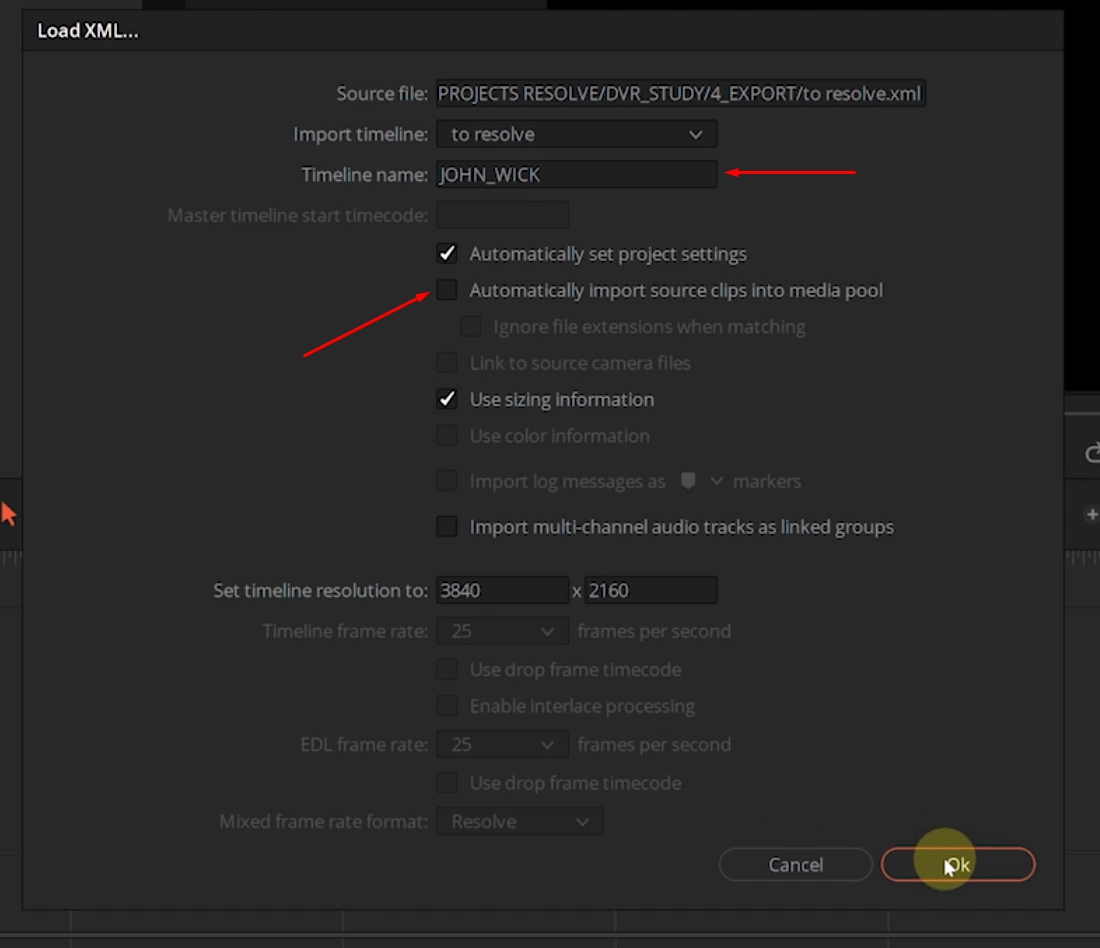 Load XML...
Source file: PROJECTS RESOLVE/DVR_STUDY/4_EXPORT/to resolve.xml
Import timeline: to resolve
Timeline name: JOHN_WICK
Master timeline start timecode:
Automatically set project settings
Automatically import source clips into media pool
Ignore file extensions when matching
Link to source camera files
Use sizing information
Use color information
Import log messages as markers
Import multi-channel audio tracks as linked groups
Set timeline resolution to: 3840 x 2160
Timeline frame rate: 25 frames per second
Use drop frame timecode
Enable interlace processing
EDL frame rate: 25 frames per second
Use drop frame timecode
Mixed frame rate format: Resolve
Cancel Ok